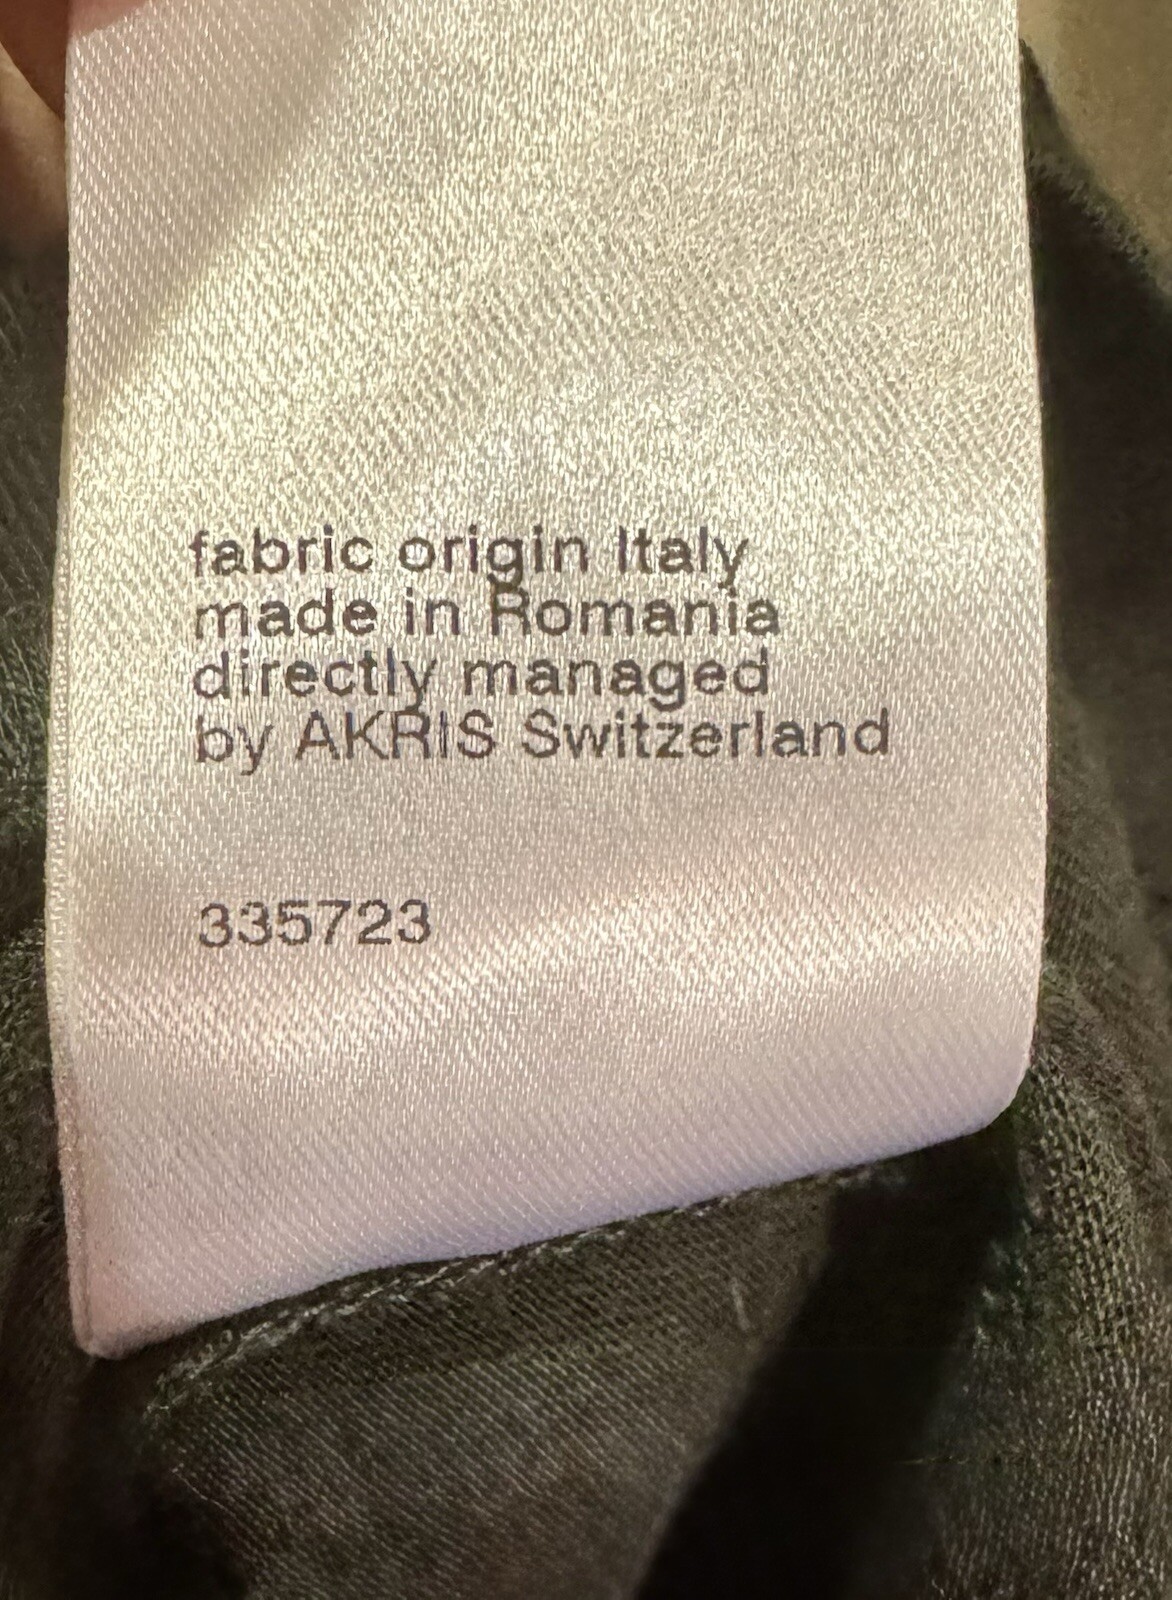 fabric origin Italy
made in Romania
directly managed
by AKRIS Switzerland
335723